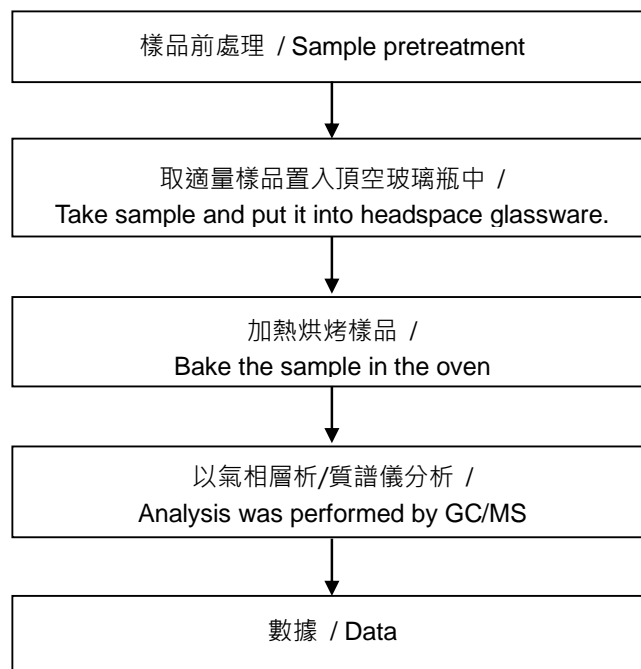 樣品前處理 / Sample pretreatment
取適量樣品置入頂空玻璃瓶中 /
Take sample and put it into headspace glassware.
加熱烘烤樣品 /
Bake the sample in the oven
以氣相層析/質譜儀分析 /
Analysis was performed by GC/MS
數據 / Data